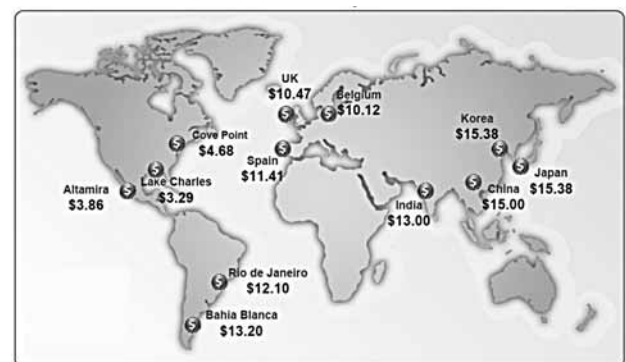 UK
$10.47
Belgium
$10.12
Cove Point
$4.68
Korea
$15.38
Spain
$11.41
Lake Charles
$3.29
Altamira
$3.86
Japan
$15.38
China
$15.00
India
$13.00
Rio de Janeiro
$12.10
Bahia Blanca
$13.20